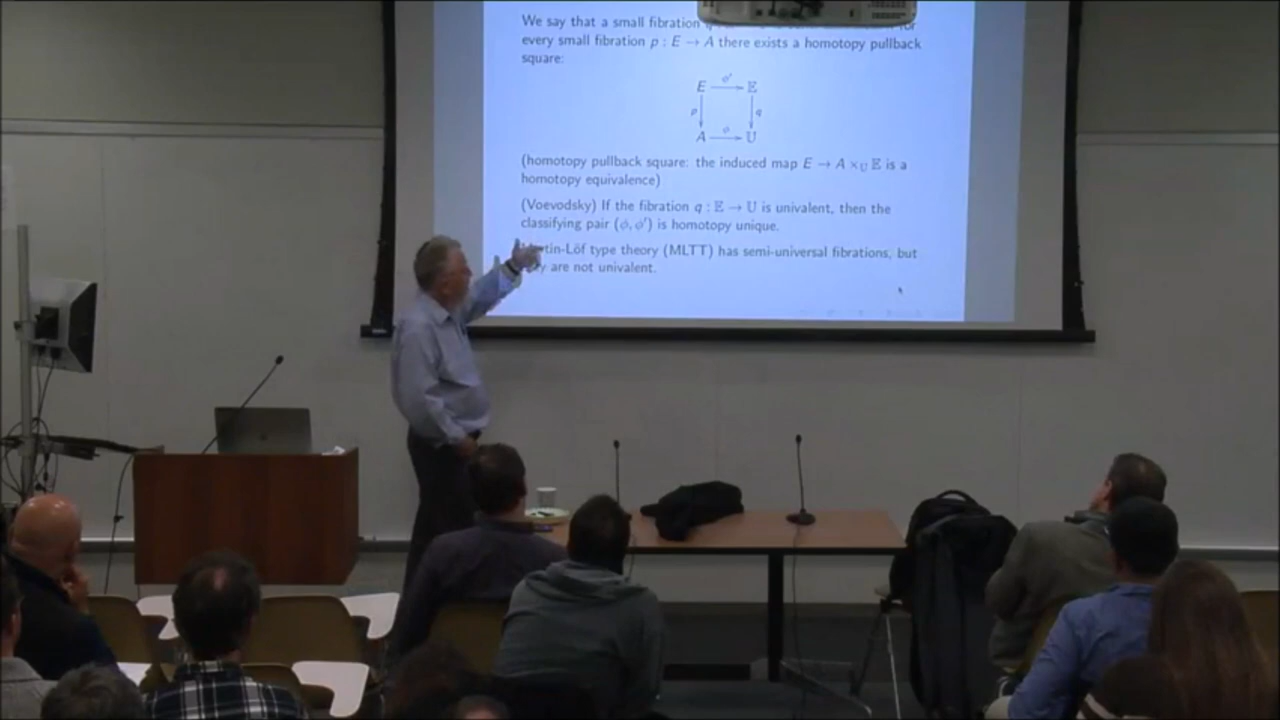 We say that a small fibration
every small fibration p : E → A there exists a homotopy pullback
square:
E ϕ′ 𝔼
p q
A ϕ 𝕌
(homotopy pullback square: the induced map E → A ×𝕌 𝔼 is a
homotopy equivalence)
(Voevodsky) If the fibration q : 𝔼 → 𝕌 is univalent, then the
classifying pair (ϕ, ϕ′) is homotopy unique.
tin-Löf type theory (MLTT) has semi-universal fibrations, but
are not univalent.